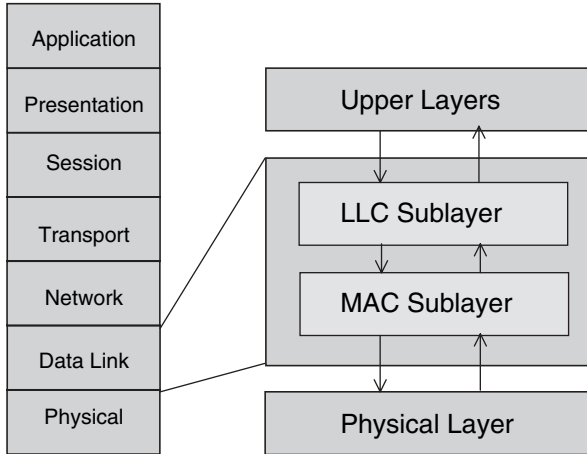 Application
Presentation
Session
Transport
Network
Data Link
Physical
Upper Layers
LLC Sublayer
MAC Sublayer
Physical Layer